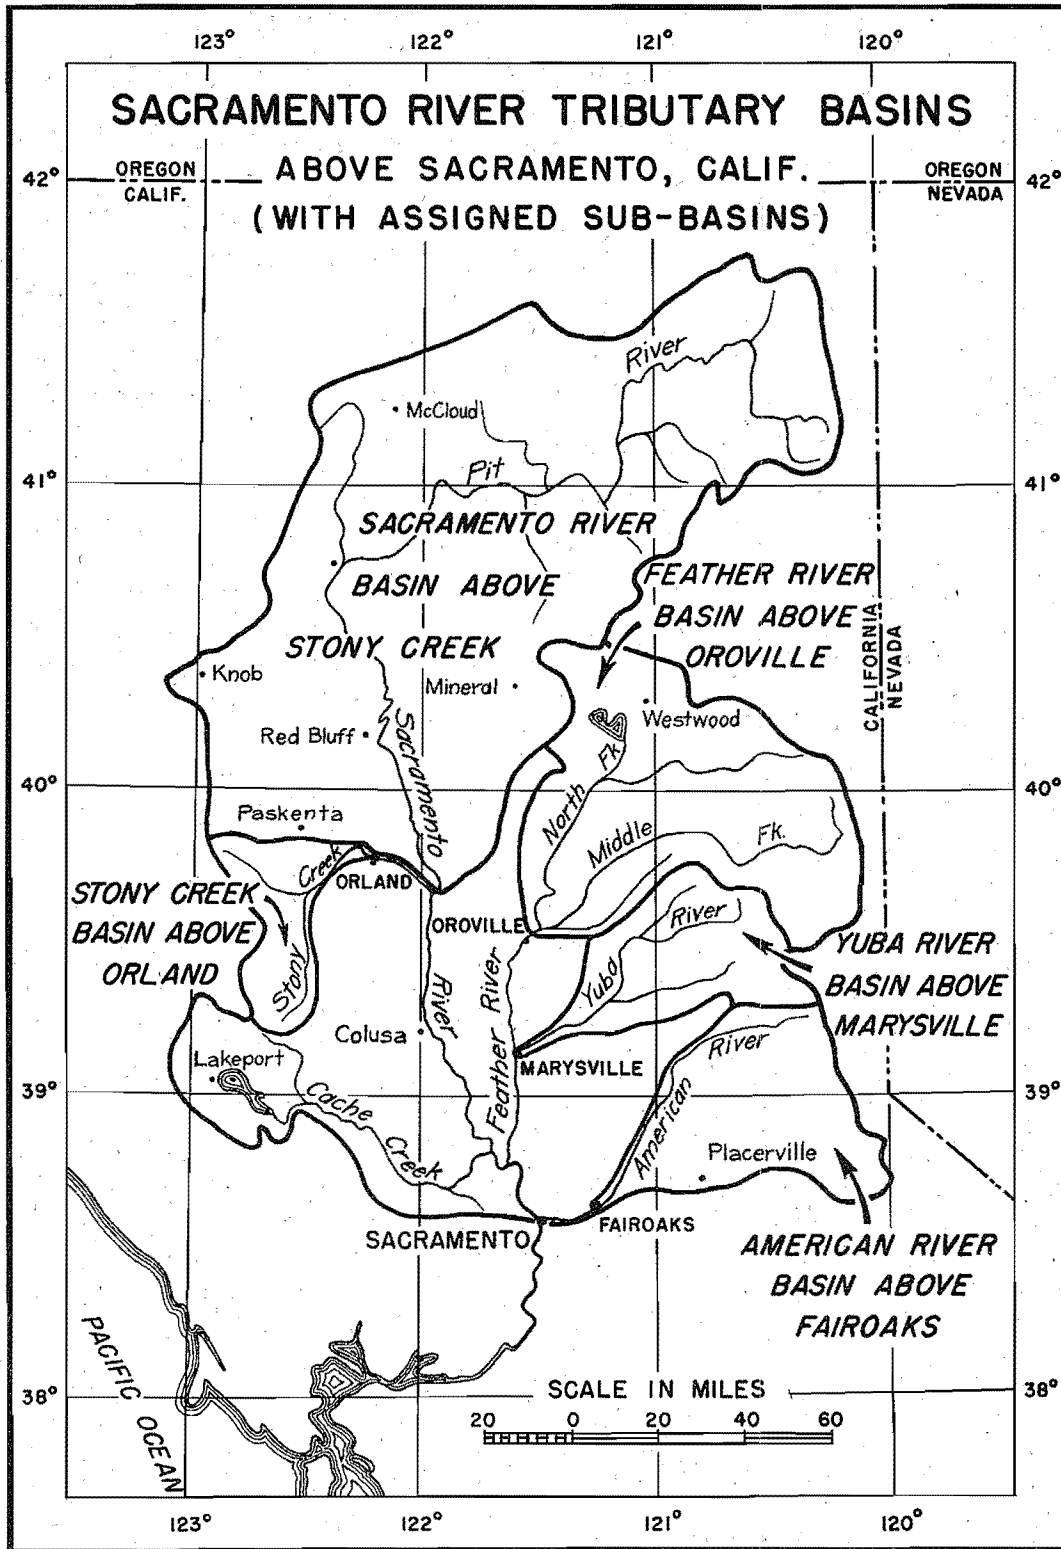 123° 122° 121° 120°
SACRAMENTO RIVER TRIBUTARY BASINS
ABOVE SACRAMENTO, CALIF.
(WITH ASSIGNED SUB-BASINS)
OREGON
CALIF.
OREGON
NEVADA
42° 42°
River
McCloud
Pit
41° 41°
SACRAMENTO RIVER
BASIN ABOVE
STONY CREEK
FEATHER RIVER
BASIN ABOVE
OROVILLE
CALIFORNIA
NEVADA
Knob
Mineral
Westwood
Red Bluff
Sacramento
North Fk
40° 40°
Paskenta
Middle Fk.
Creek
ORLAND
STONY CREEK
BASIN ABOVE
ORLAND
Stony
OROVILLE
River
Yuba
YUBA RIVER
BASIN ABOVE
MARYSVILLE
River
Feather River
Colusa
MARYSVILLE
River
Lakeport
39° 39°
Cache
Creek
American
Placerville
SACRAMENTO
FAIROAKS
AMERICAN RIVER
BASIN ABOVE
FAIROAKS
PACIFIC OCEAN
38° 38°
SCALE IN MILES
20 0 20 40 60
123° 122° 121° 120°